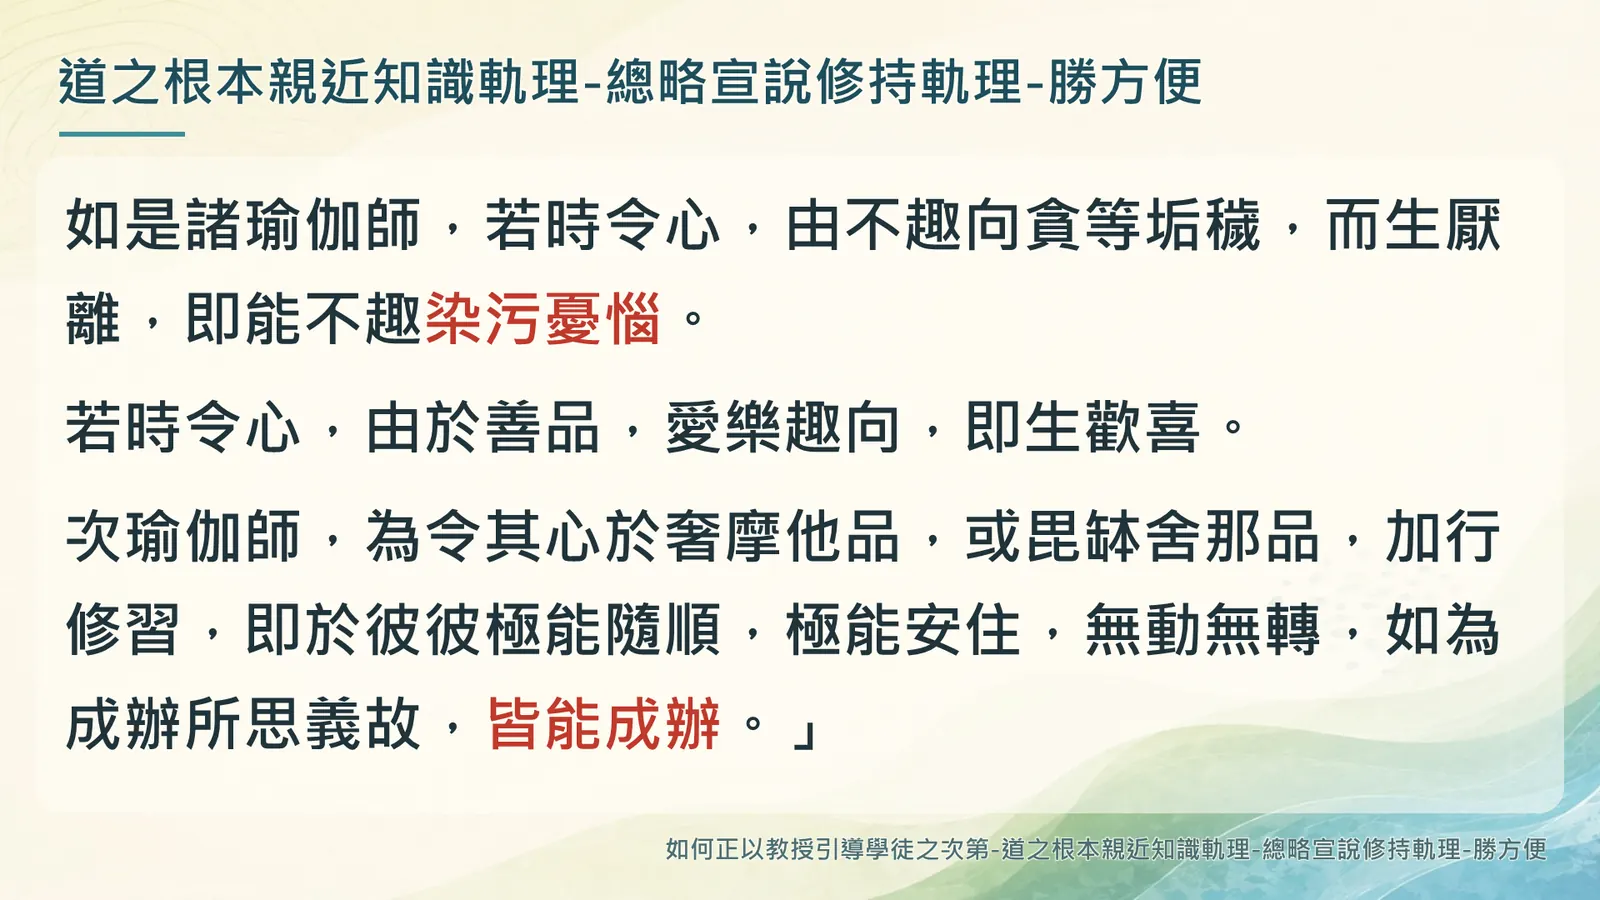 道之根本親近知識軌理-總略宣說修持軌理-勝方便
如是諸瑜伽師，若時令心，由不趣向貪等垢穢，而生厭
離，即能不趣染污憂惱。
若時令心，由於善品，愛樂趣向，即生歡喜。
次瑜伽師，為令其心於奢摩他品，或毘缽舍那品，加行
修習，即於彼彼極能隨順，極能安住，無動無轉，如為
成辦所思義故，皆能成辦。」
如何正以教授引導學徒之次第-道之根本親近知識軌理-總略宣說修持軌理-勝方便